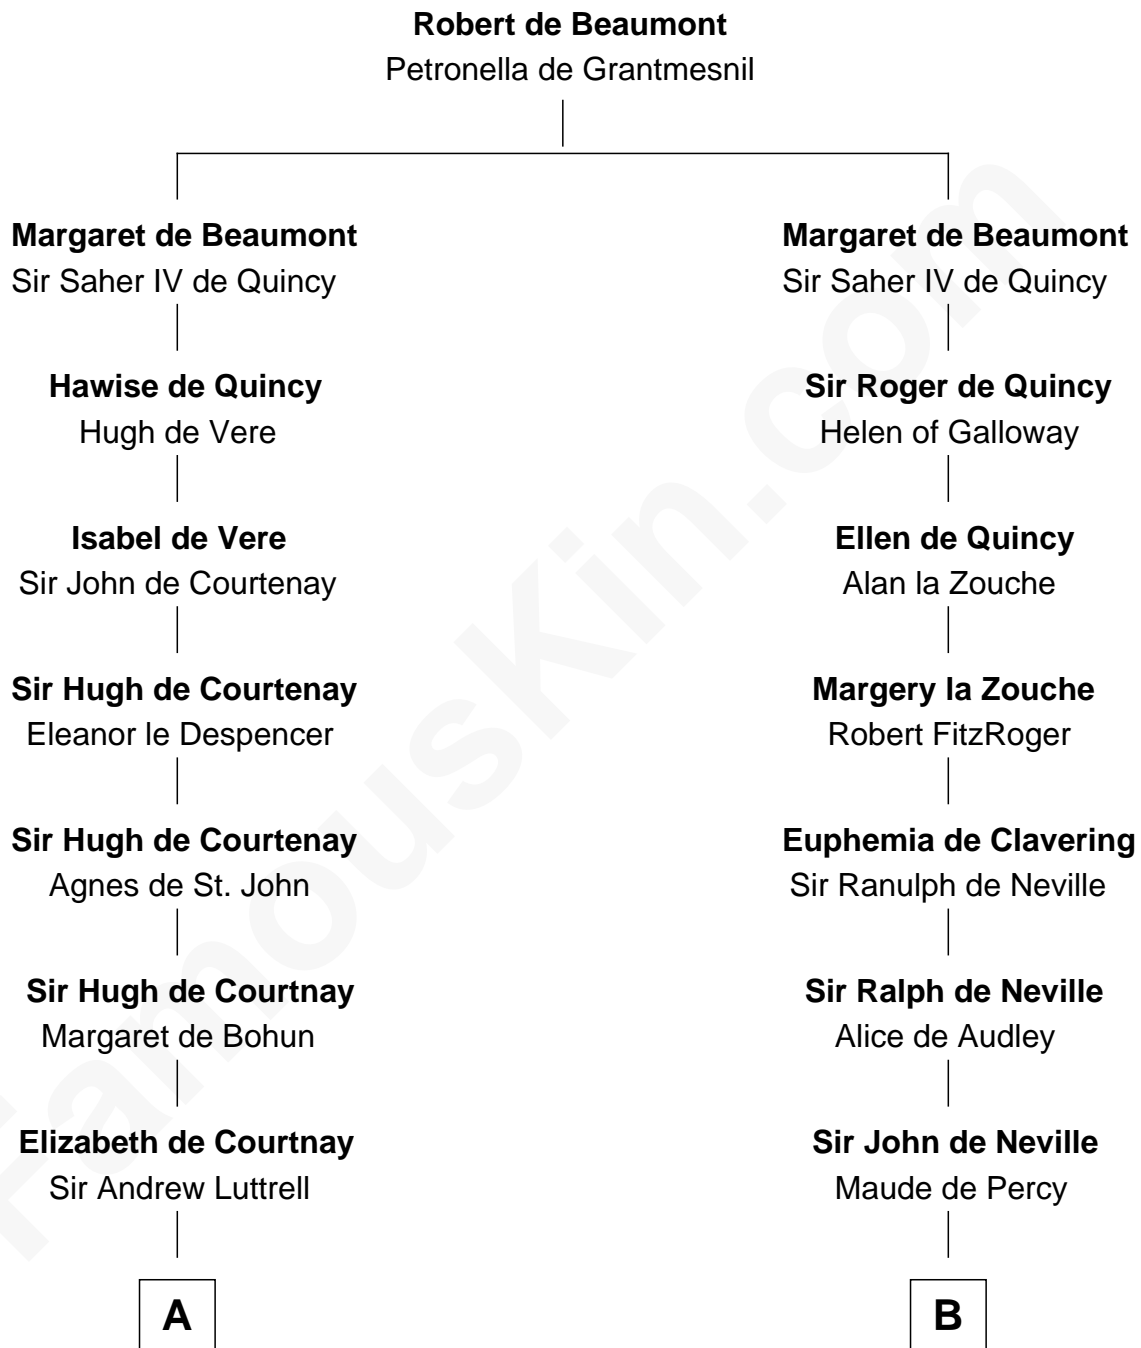 Robert de Beaumont
Petronella de Grantmesnil
Margaret de Beaumont
Sir Saher IV de Quincy
Hawise de Quincy
Hugh de Vere
Isabel de Vere
Sir John de Courtenay
Sir Hugh de Courtenay
Eleanor le Despencer
Sir Hugh de Courtenay
Agnes de St. John
Sir Hugh de Courtnay
Margaret de Bohun
Elizabeth de Courtnay
Sir Andrew Luttrell
A
Margaret de Beaumont
Sir Saher IV de Quincy
Sir Roger de Quincy
Helen of Galloway
Ellen de Quincy
Alan la Zouche
Margery la Zouche
Robert FitzRoger
Euphemia de Clavering
Sir Ranulph de Neville
Sir Ralph de Neville
Alice de Audley
Sir John de Neville
Maude de Percy
B
FamousKin.com